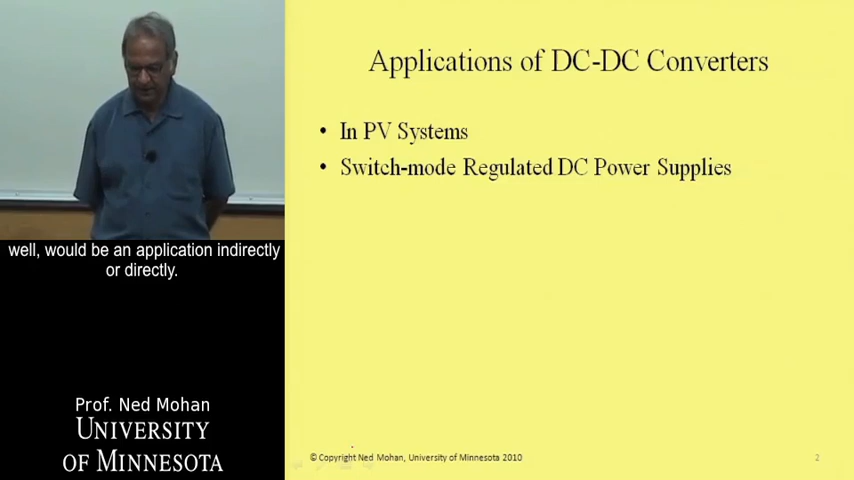 Applications of DC-DC Converters
• In PV Systems
• Switch-mode Regulated DC Power Supplies
well, would be an application indirectly
or directly.
Prof. Ned Mohan
UNIVERSITY
OF MINNESOTA
© Copyright Ned Mohan, University of Minnesota 2010
2